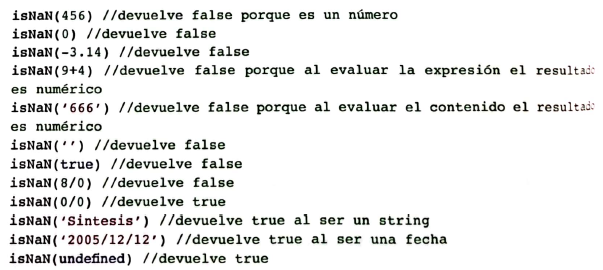 isNaN(456) //devuelve false porque es un número
isNaN(0) //devuelve false
isNaN(-3.14) //devuelve false
isNaN(9+4) //devuelve false porque al evaluar la expresión el resultado
es numérico
isNaN('666') //devuelve false porque al evaluar el contenido el resultado
es numérico
isNaN('') //devuelve false
isNaN(true) //devuelve false
isNaN(8/0) //devuelve false
isNaN(0/0) //devuelve true
isNaN('Sintesis') //devuelve true al ser un string
isNaN('2005/12/12') //devuelve true al ser una fecha
isNaN(undefined) //devuelve true